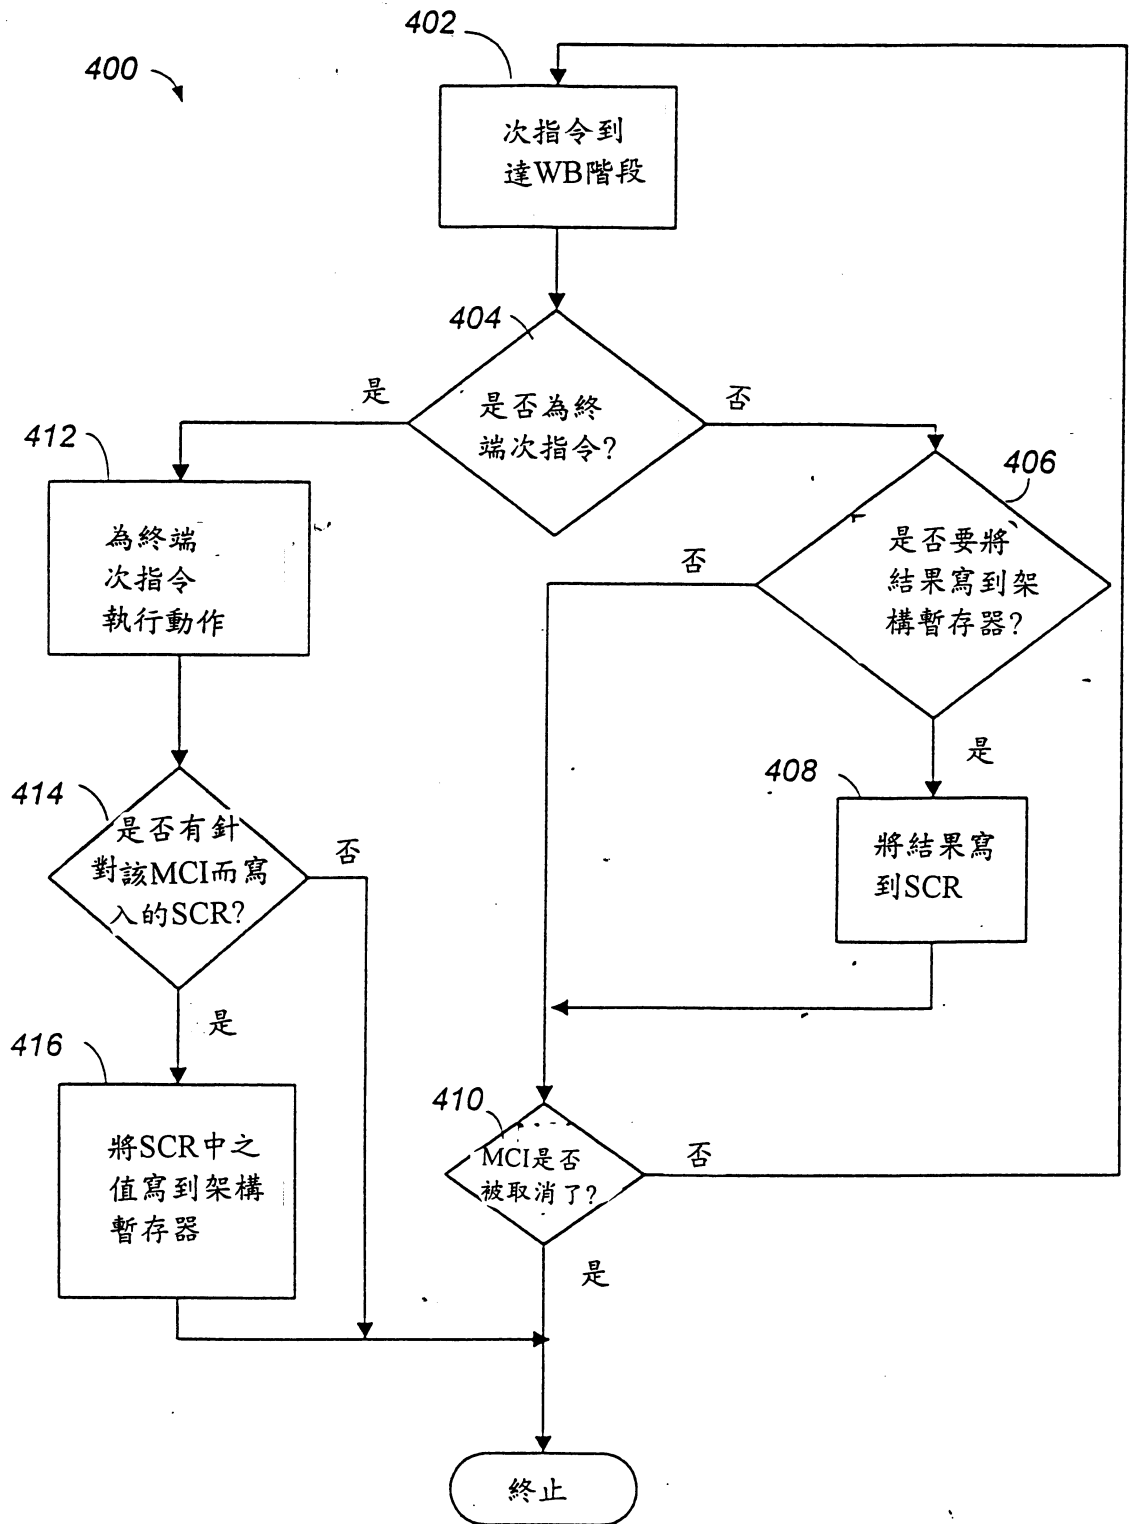 400
402
次指令到
達WB階段
404
是否為終
端次指令?
是
否
412
為終端
次指令
執行動作
406
是否要將
結果寫到架
構暫存器?
否
是
408
將結果寫
到SCR
414
是否有針
對該MCI而寫
入的SCR?
否
是
416
將SCR中之
值寫到架構
暫存器
410
MCI是否
被取消了?
否
是
終止